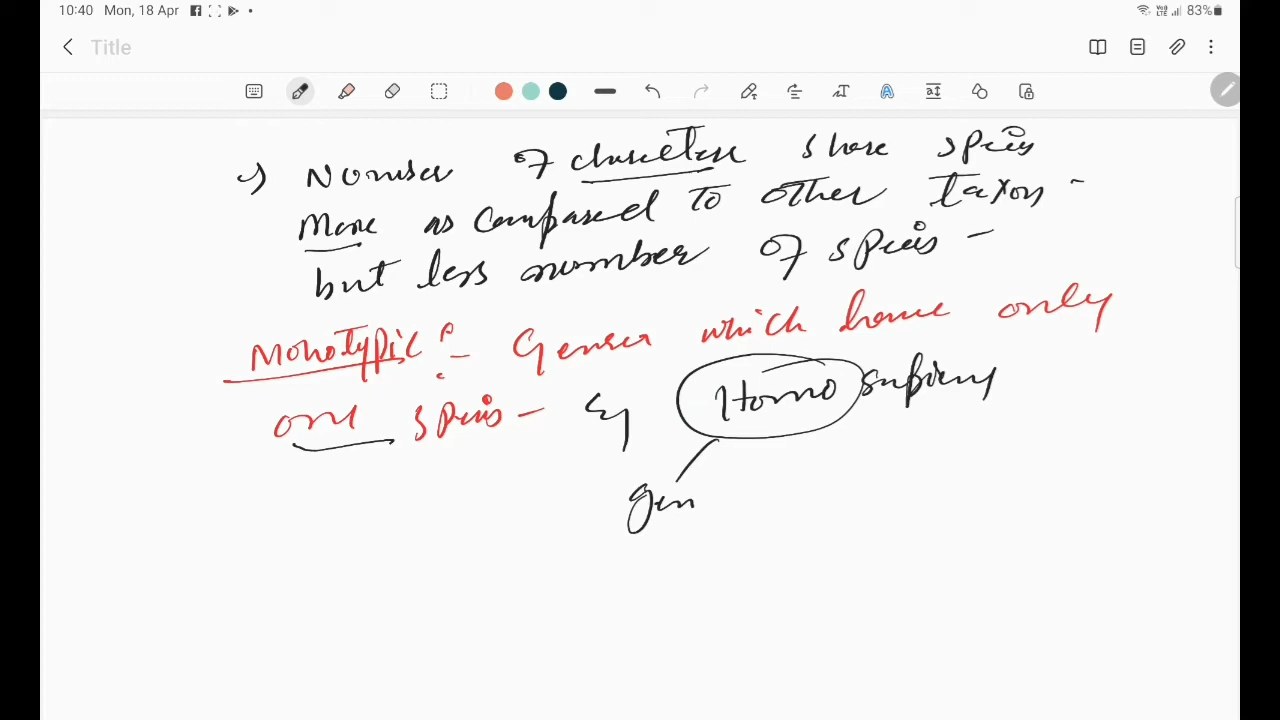 10:40 Mon, 18 Apr 83%
Title
Number of character share species
More as compared to other taxon -
but less number of species -
Monotypic :- Genera which have only
one species - Eg Homo sapiens
gen